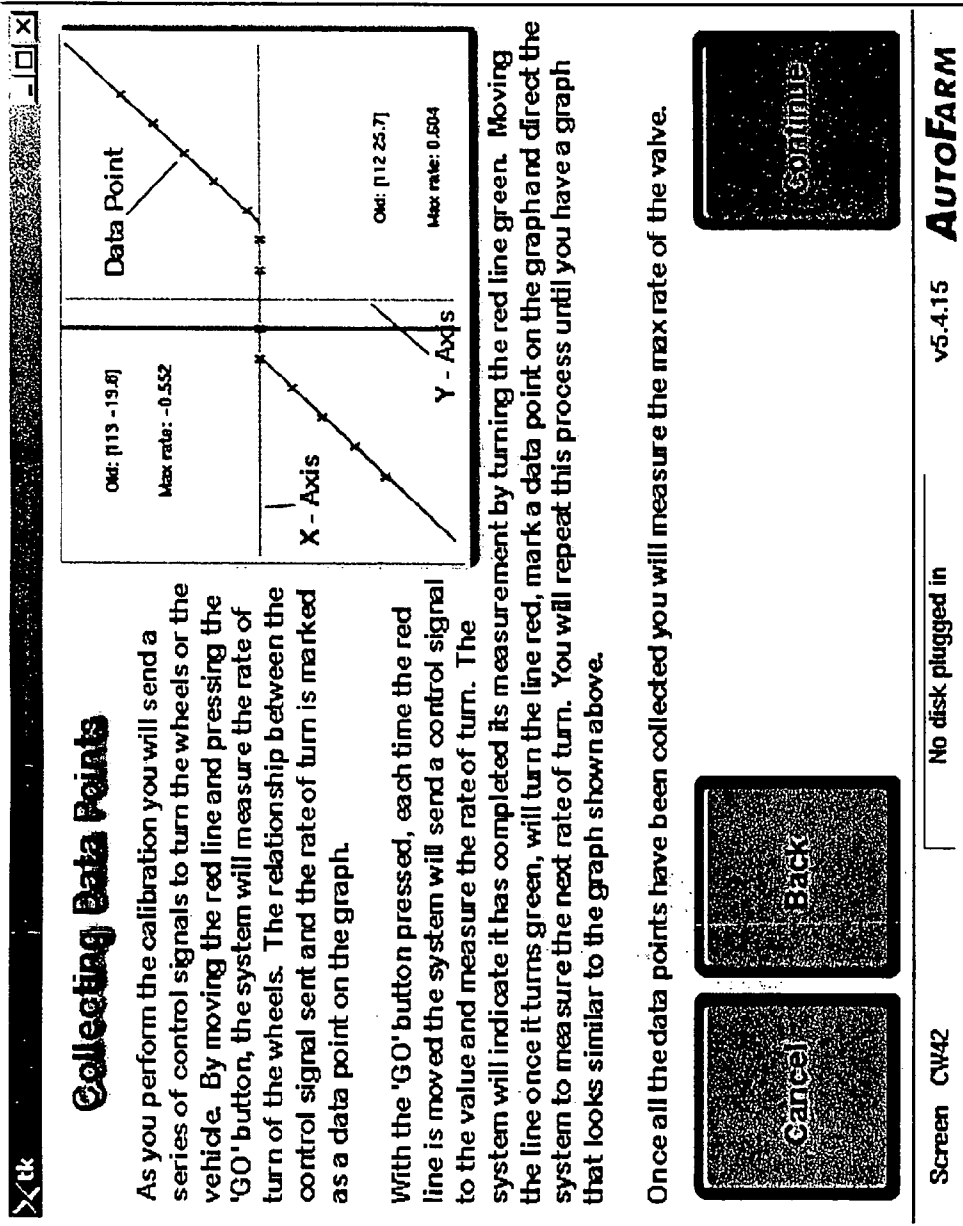 tk
Collecting Data Points
As you perform the calibration you will send a
series of control signals to turn the wheels or the
vehicle. By moving the red line and pressing the
'GO' button, the system will measure the rate of
turn of the wheels. The relationship between the
control signal sent and the rate of turn is marked
as a data point on the graph.
Old: [113 -19.8]
Max rate: -0.552
Data Point
X - Axis
Y - Axis
Old: [112 25.7]
Max rate: 0.604
With the 'GO' button pressed, each time the red
line is moved the system will send a control signal
to the value and measure the rate of turn. The
system will indicate it has completed its measurement by turning the red line green. Moving
the line once it turns green, will turn the line red, mark a data point on the graph and direct the
system to measure the next rate of turn. You will repeat this process until you have a graph
that looks similar to the graph shown above.
Once all the data points have been collected you will measure the max rate of the valve.
Cancel
Back
Continue
Screen CW42
No disk plugged in
v5.4.15
AUTOFARM